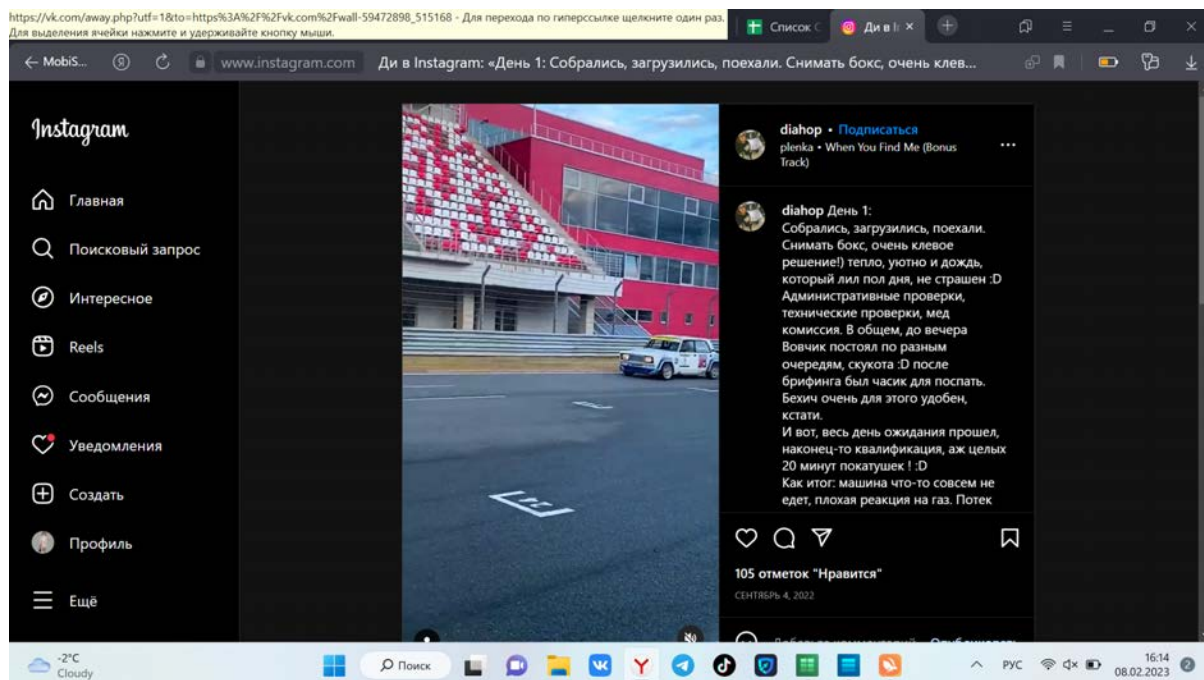 https://vk.com/away.php?utf=1&to=https%3A%2F%2Fvk.com%2Fwall-59472898_515168 - Для перехода по гиперссылке щелкните один раз.
Для выделения ячейки нажмите и удерживайте кнопку мыши.
Список С
Ди в In
← MobiS...
www.instagram.com
Ди в Instagram: «День 1: Собрались, загрузились, поехали. Снимать бокс, очень клев...
Instagram
Главная
Поисковый запрос
Интересное
Reels
Сообщения
Уведомления
Создать
Профиль
Ещё
diahop • Подписаться
plenka • When You Find Me (Bonus
Track)
diahop День 1:
Собрались, загрузились, поехали.
Снимать бокс, очень клевое
решение!) тепло, уютно и дождь,
который лил пол дня, не страшен :D
Административные проверки,
технические проверки, мед
комиссия. В общем, до вечера
Вовчик постоял по разным
очередям, скукота :D после
брифинга был часик для поспать.
Бехич очень для этого удобен,
кстати.
И вот, весь день ожидания прошел,
наконец-то квалификация, аж целых
20 минут покатушек ! :D
Как итог: машина что-то совсем не
едет, плохая реакция на газ. Потек
105 отметок "Нравится"
СЕНТЯБРЬ 4, 2022
Добавьте комментарий...
Опубликовать
-2°C
Cloudy
Поиск
РУС
16:14
08.02.2023
2